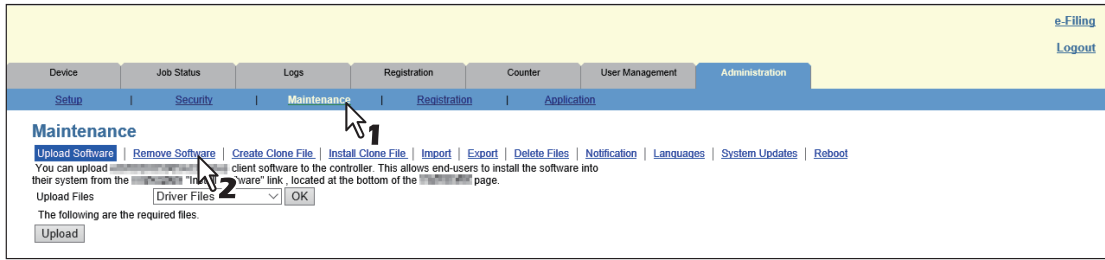 e-Filing
Logout
Device Job Status Logs Registration Counter User Management Administration
Setup | Security | Maintenance | Registration | Application
1
Maintenance
Upload Software | Remove Software | Create Clone File | Install Clone File | Import | Export | Delete Files | Notification | Languages | System Updates | Reboot
You can upload client software to the controller. This allows end-users to install the software into
their system from the link , located at the bottom of the page.
2
Upload Files Driver Files OK
The following are the required files.
Upload